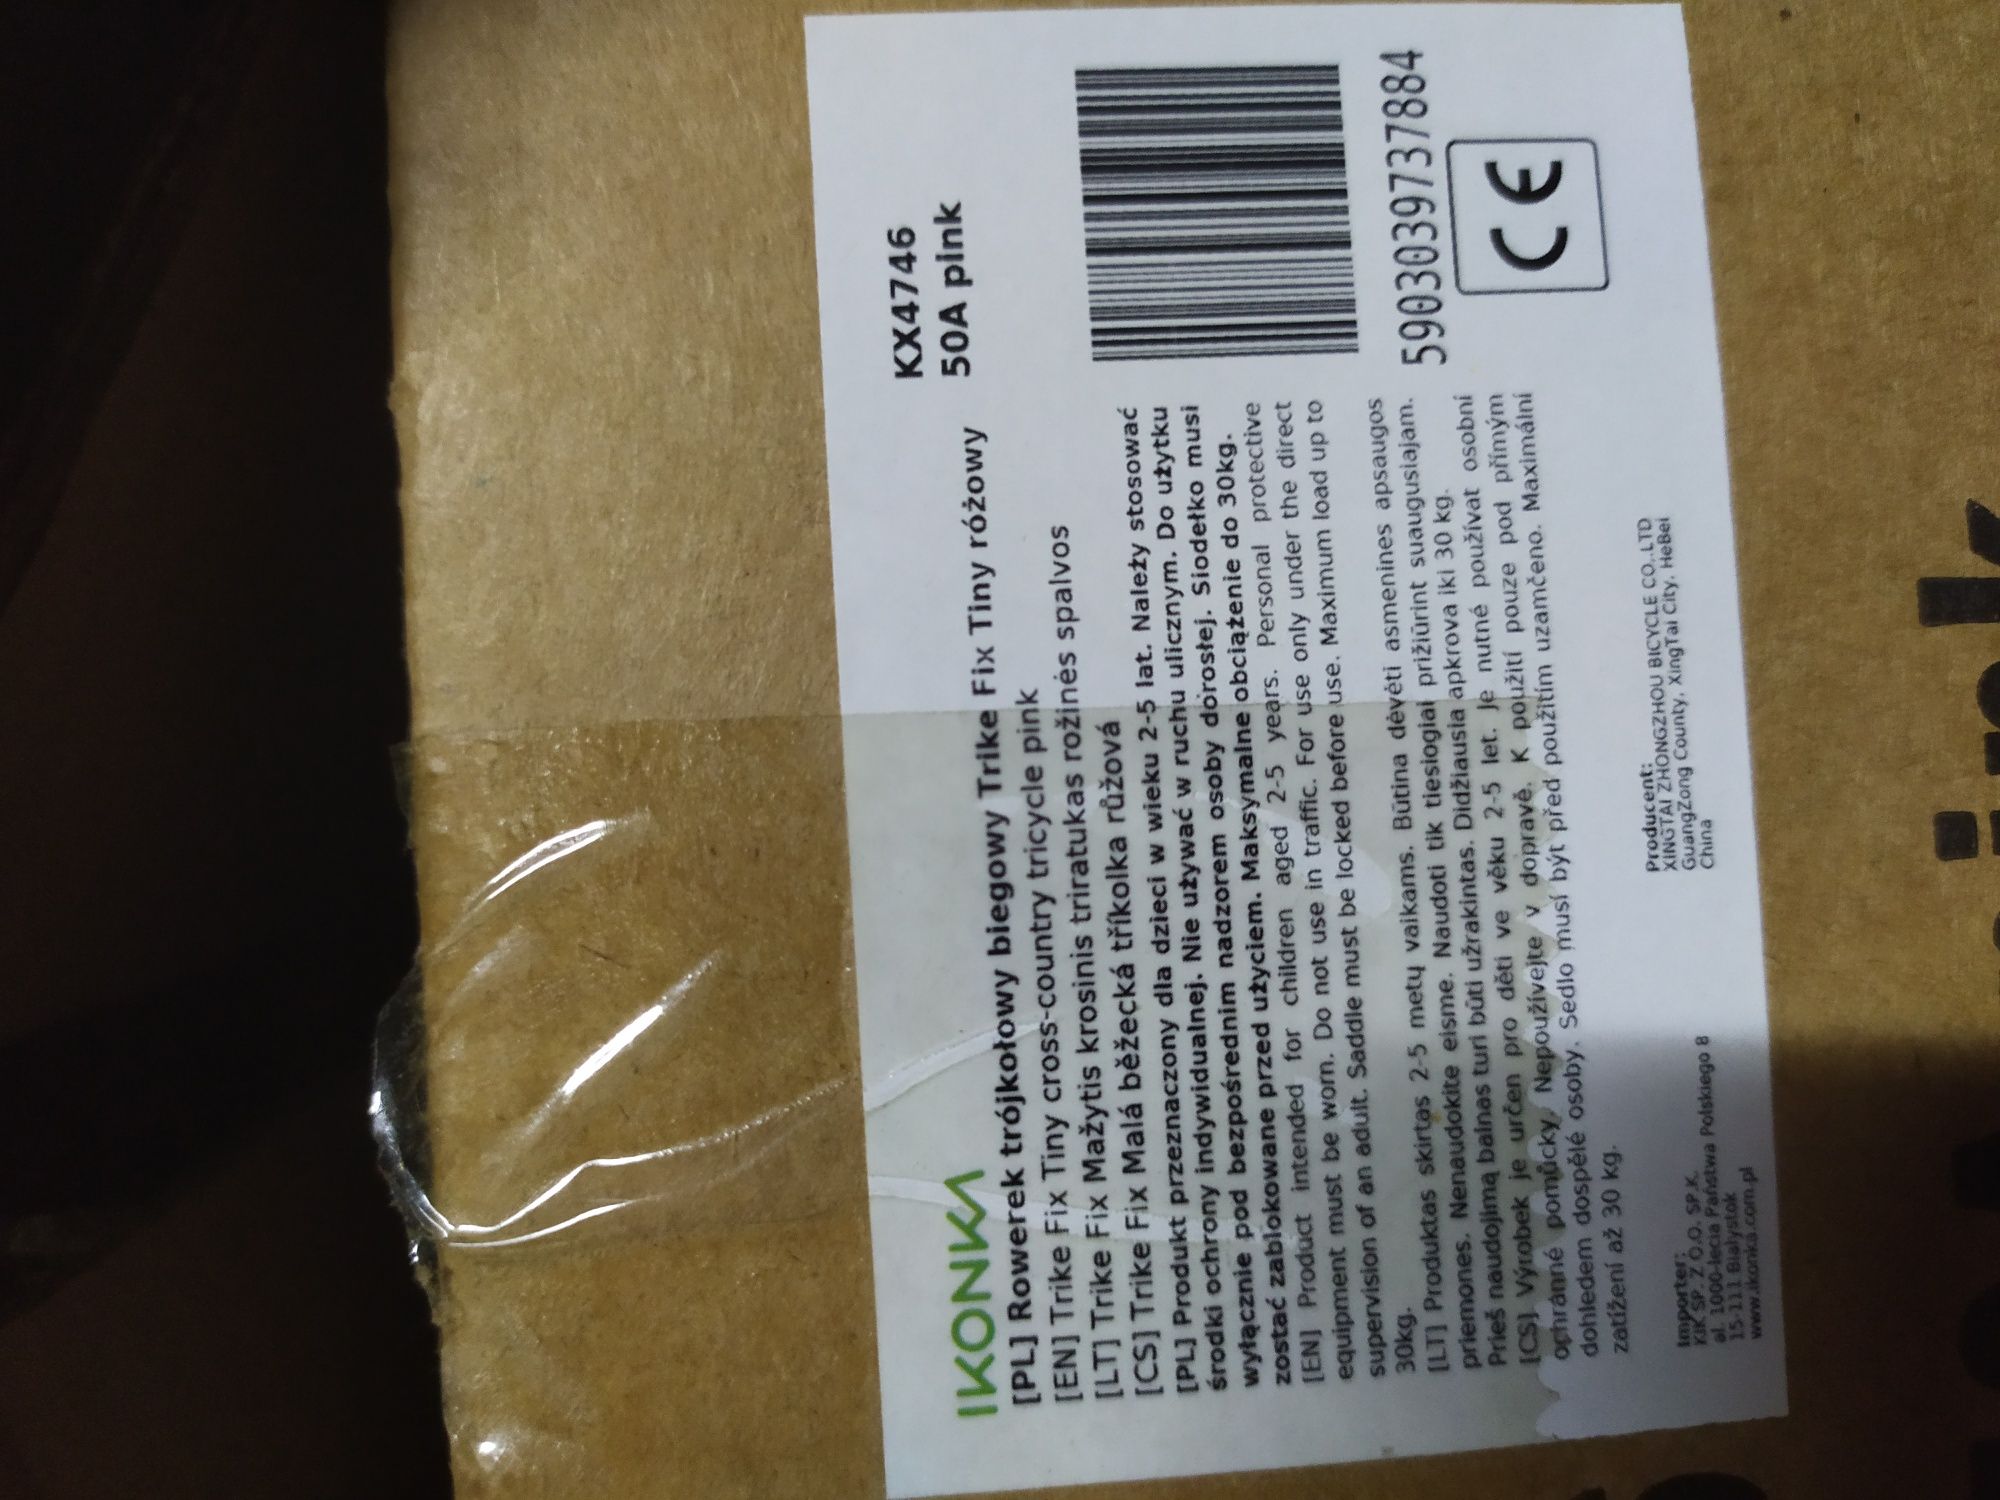 IKONKA
KX4746
50A pink
[PL] Rowerek trójkołowy biegowy Trike Fix Tiny różowy
[EN] Trike Fix Tiny cross-country tricycle pink
[LT] Trike Fix Mažytis krosinis triratukas rožinės spalvos
[CS] Trike Fix Malá běžecká tříkolka růžová
[PL] Produkt przeznaczony dla dzieci w wieku 2-5 lat. Należy stosować
środki ochrony indywidualnej. Nie używać w ruchu ulicznym. Do użytku
wyłącznie pod bezpośrednim nadzorem osoby dorosłej. Siodełko musi
zostać zablokowane przed użyciem. Maksymalne obciążenie do 30kg.
[EN] Product intended for children aged 2-5 years. Personal protective
equipment must be worn. Do not use in traffic. For use only under the direct
supervision of an adult. Saddle must be locked before use. Maximum load up to
30kg.
[LT] Produktas skirtas 2-5 metų vaikams. Būtina dėvėti asmenines apsaugos
priemones. Nenaudokite eisme. Naudoti tik tiesiogiai prižiūrint suaugusiajam.
Prieš naudojimą balnas turi būti užrakintas. Didžiausia apkrova iki 30 kg.
[CS] Výrobek je určen pro děti ve věku 2-5 let. Je nutné používat osobní
ochranné pomůcky. Nepoužívejte v dopravě. K použití pouze pod přímým
dohledem dospělé osoby. Sedlo musí být před použitím uzamčeno. Maximální
zatížení až 30 kg.
5903039737884
CE
Importer:
KIK SP. Z O.O. SP.K.
al. 1000-lecia Państwa Polskiego 8
15-111 Białystok
www.ikonka.com.pl
Producent:
XINGTAI ZHONGZHOU BICYCLE CO.,LTD
GuangZong County, XingTai City, HeBei
China